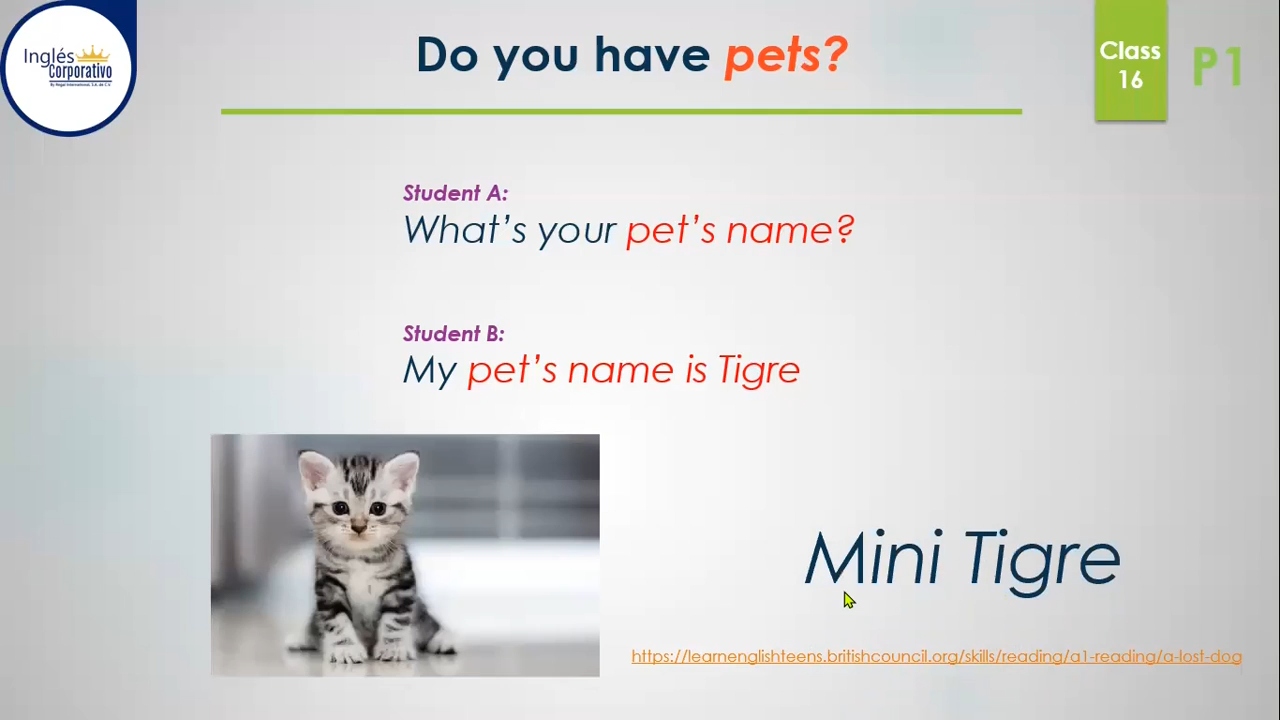 Inglés
Corporativo
By Regal International, S.A. de C.V.
Do you have pets?
Class
16
P1
Student A:
What's your pet's name?
Student B:
My pet's name is Tigre
Mini Tigre
https://learnenglishteens.britishcouncil.org/skills/reading/a1-reading/a-lost-dog